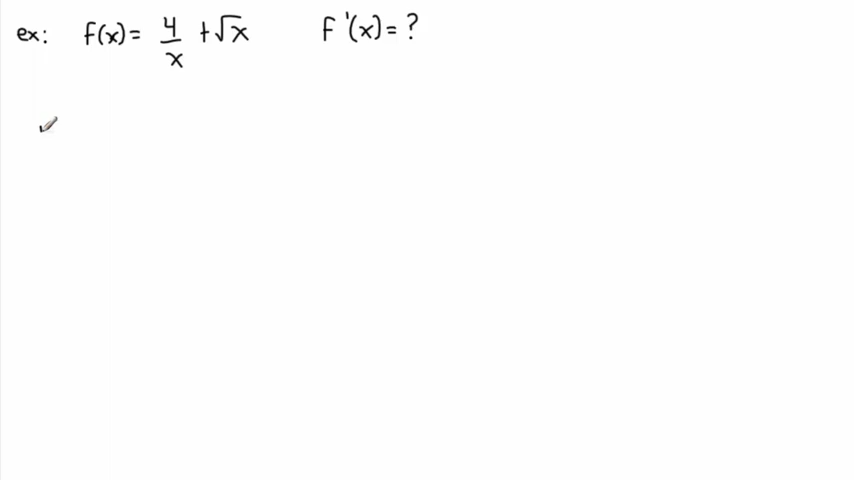 ex: f(x) = 4/x + √x    f'(x) = ?